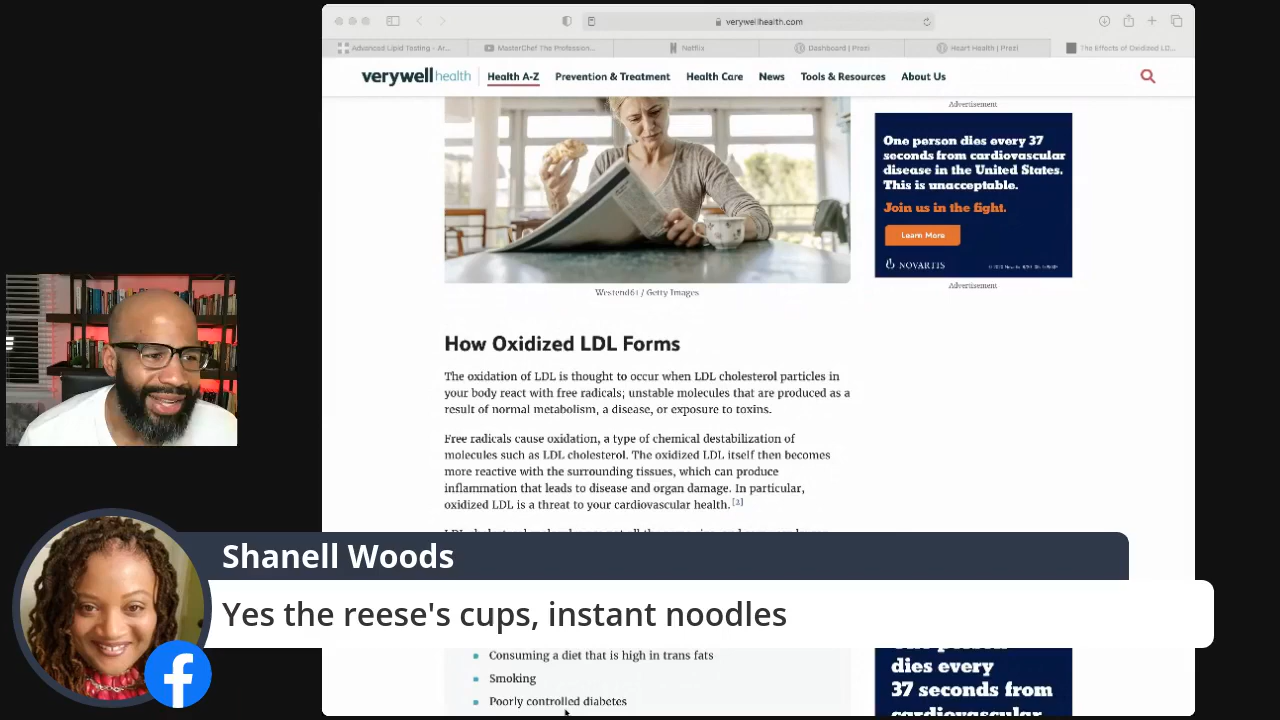 verywellhealth.com
Advanced Lipid Testing - Ar...
MasterChef The Profession...
Netflix
Dashboard | Prezi
Heart Health | Prezi
The Effects of Oxidized LD...
verywell health
Health A-Z
Prevention & Treatment
Health Care
News
Tools & Resources
About Us
Advertisement
One person dies every 37
seconds from cardiovascular
disease in the United States.
This is unacceptable.
Join us in the fight.
Learn More
NOVARTIS
Advertisement
Westend61 / Getty Images
How Oxidized LDL Forms
The oxidation of LDL is thought to occur when LDL cholesterol particles in
your body react with free radicals; unstable molecules that are produced as a
result of normal metabolism, a disease, or exposure to toxins.
Free radicals cause oxidation, a type of chemical destabilization of
molecules such as LDL cholesterol. The oxidized LDL itself then becomes
more reactive with the surrounding tissues, which can produce
inflammation that leads to disease and organ damage. In particular,
oxidized LDL is a threat to your cardiovascular health. [2]
Shanell Woods
Yes the reese's cups, instant noodles
Consuming a diet that is high in trans fats
Smoking
Poorly controlled diabetes
One person
dies every
37 seconds from
cardiovascular